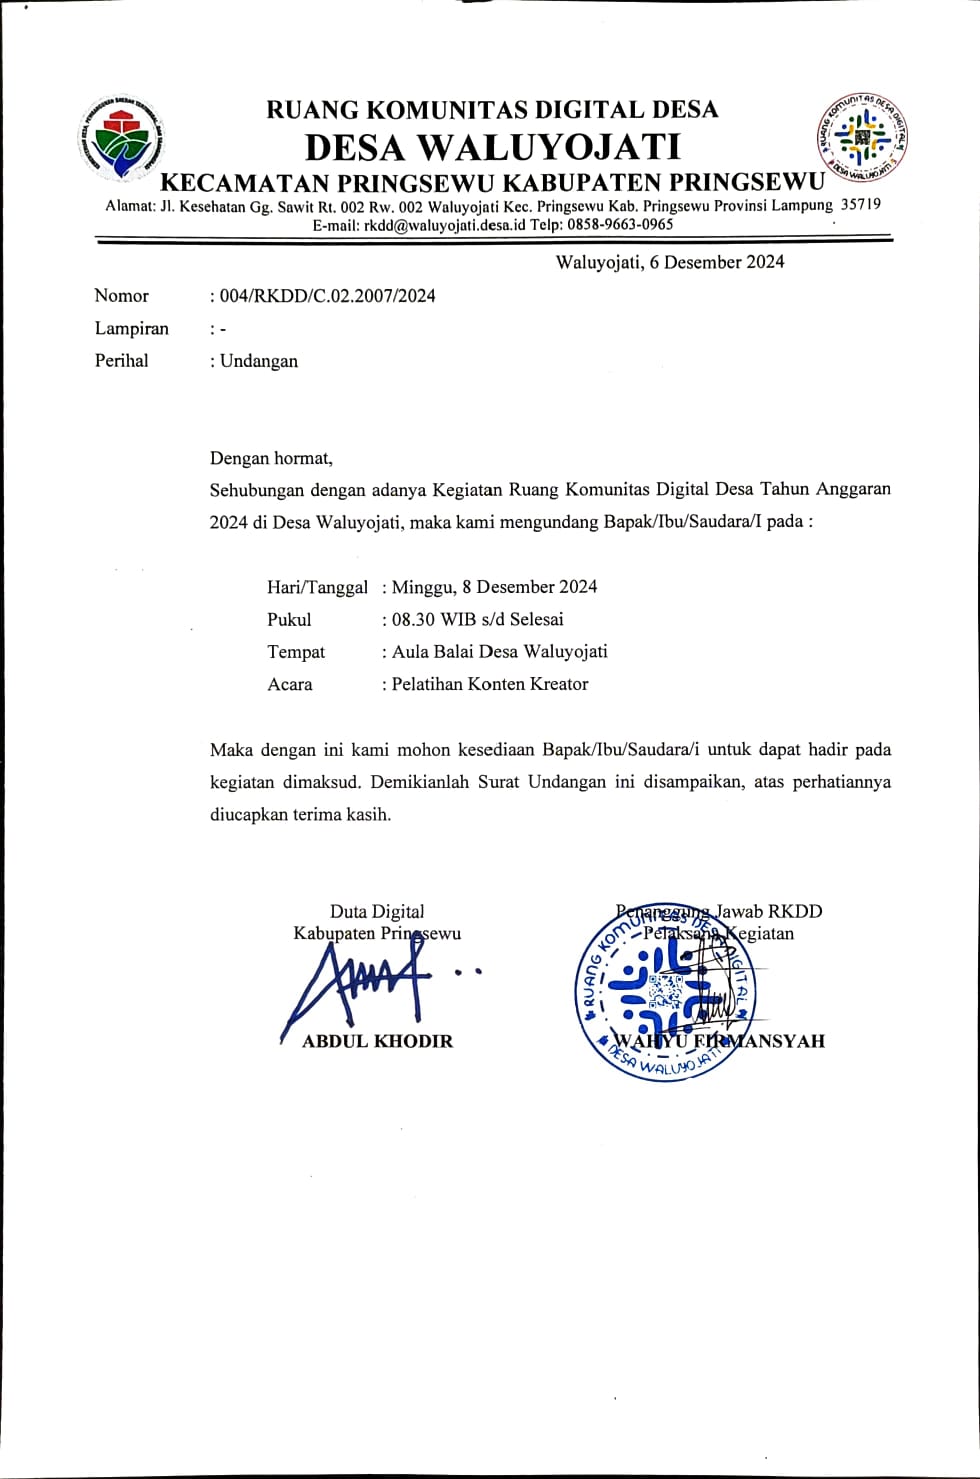 RUANG KOMUNITAS DIGITAL DESA
DESA WALUYOJATI
KECAMATAN PRINGSEWU KABUPATEN PRINGSEWU
Alamat: Jl. Kesehatan Gg. Sawit Rt. 002 Rw. 002 Waluyojati Kec. Pringsewu Kab. Pringsewu Provinsi Lampung 35719
E-mail: rkdd@waluyojati.desa.id Telp: 0858-9663-0965
RUANG KOMUNITAS DESA DIGITAL
DESA WALUYOJATI
Waluyojati, 6 Desember 2024
Nomor : 004/RKDD/C.02.2007/2024
Lampiran : -
Perihal : Undangan
Dengan hormat,
Sehubungan dengan adanya Kegiatan Ruang Komunitas Digital Desa Tahun Anggaran
2024 di Desa Waluyojati, maka kami mengundang Bapak/Ibu/Saudara/I pada :
Hari/Tanggal : Minggu, 8 Desember 2024
Pukul : 08.30 WIB s/d Selesai
Tempat : Aula Balai Desa Waluyojati
Acara : Pelatihan Konten Kreator
Maka dengan ini kami mohon kesediaan Bapak/Ibu/Saudara/i untuk dapat hadir pada
kegiatan dimaksud. Demikianlah Surat Undangan ini disampaikan, atas perhatiannya
diucapkan terima kasih.
Duta Digital
Kabupaten Pringsewu
ABDUL KHODIR
Penanggung Jawab RKDD
Pelaksana Kegiatan
WAHYU FIRMANSYAH
RUANG KOMUNITAS DESA DIGITAL
DESA WALUYOJATI